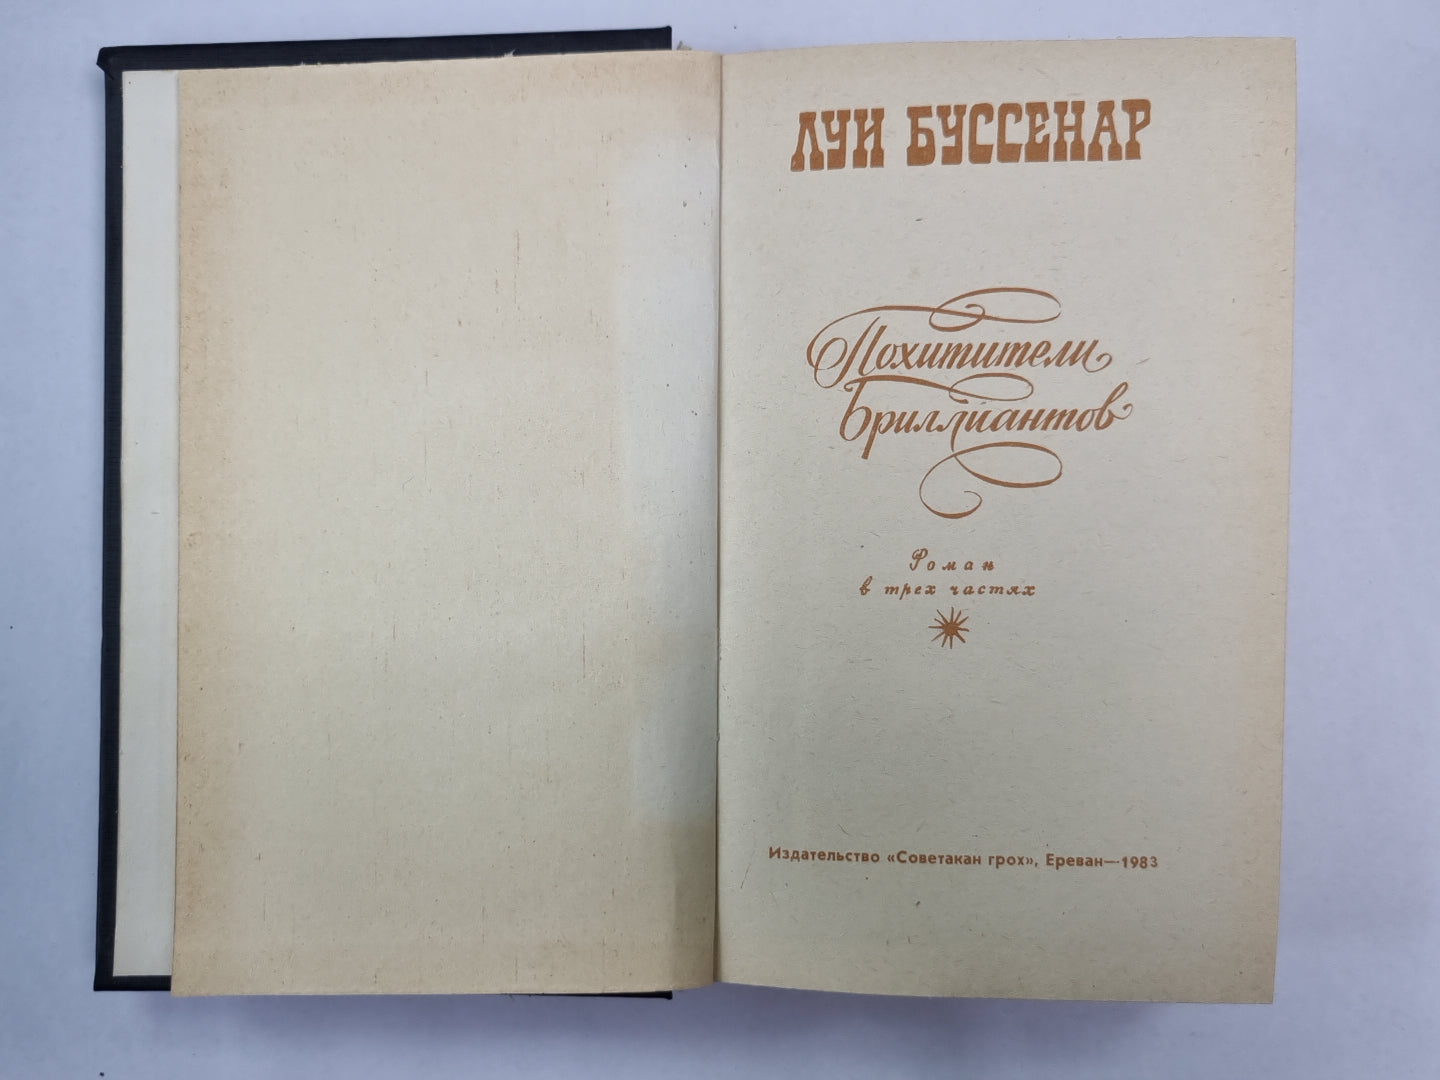 ЛУИ БУССЕНАР
Похитители
Бриллиантов
Роман
в трех частях
Издательство «Советакан грох», Ереван—1983